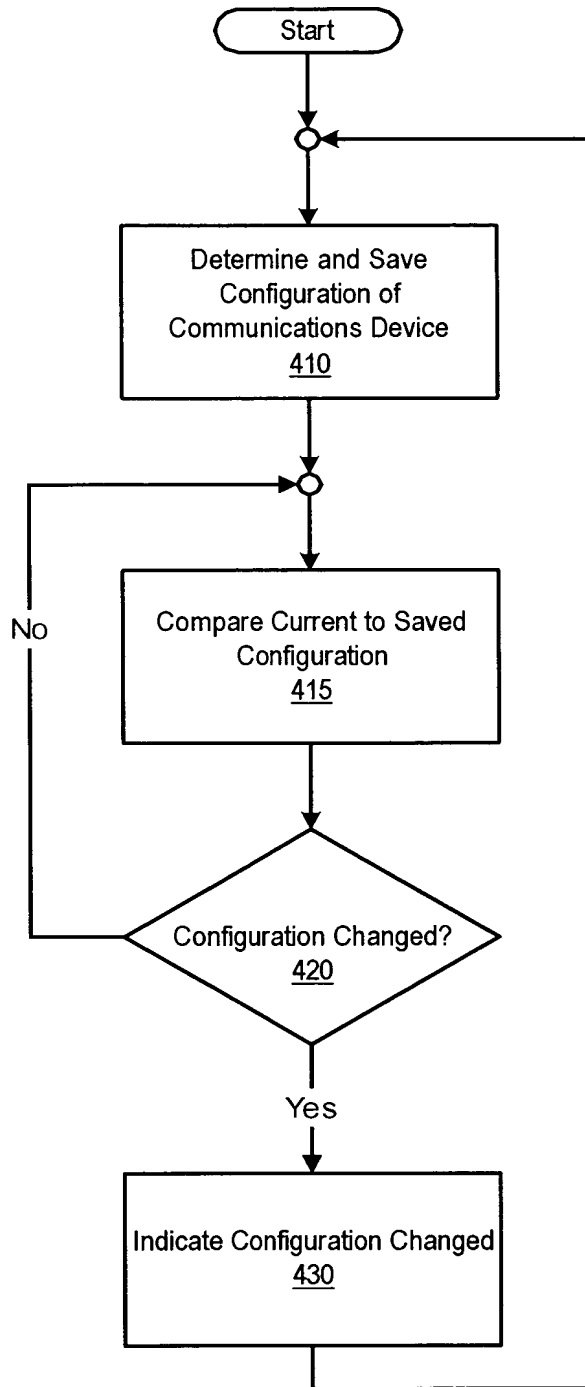 Start
Determine and Save
Configuration of
Communications Device
410
Compare Current to Saved
Configuration
415
No
Configuration Changed?
420
Yes
Indicate Configuration Changed
430